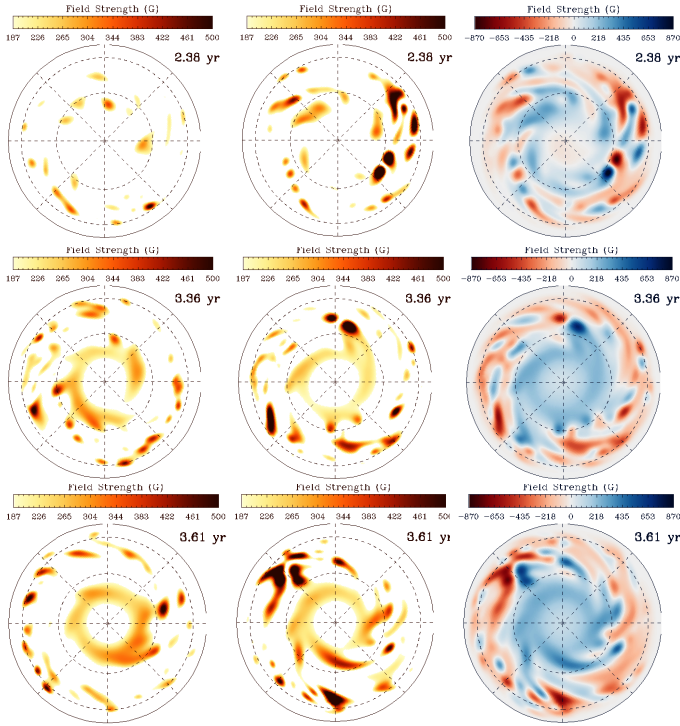 Field Strength (G) Field Strength (G) Field Strength (G)
187 226 265 304 344 383 422 461 500 187 226 265 304 344 383 422 461 500 −870 −653 −435 −218 0 218 435 653 870
2.38 yr 2.38 yr 2.38 yr
Field Strength (G) Field Strength (G) Field Strength (G)
187 226 265 304 344 383 422 461 500 187 226 265 304 344 383 422 461 500 −870 −653 −435 −218 0 218 435 653 870
3.36 yr 3.36 yr 3.36 yr
Field Strength (G) Field Strength (G) Field Strength (G)
187 226 265 304 344 383 422 461 500 187 226 265 304 344 383 422 461 500 −870 −653 −435 −218 0 218 435 653 870
3.61 yr 3.61 yr 3.61 yr